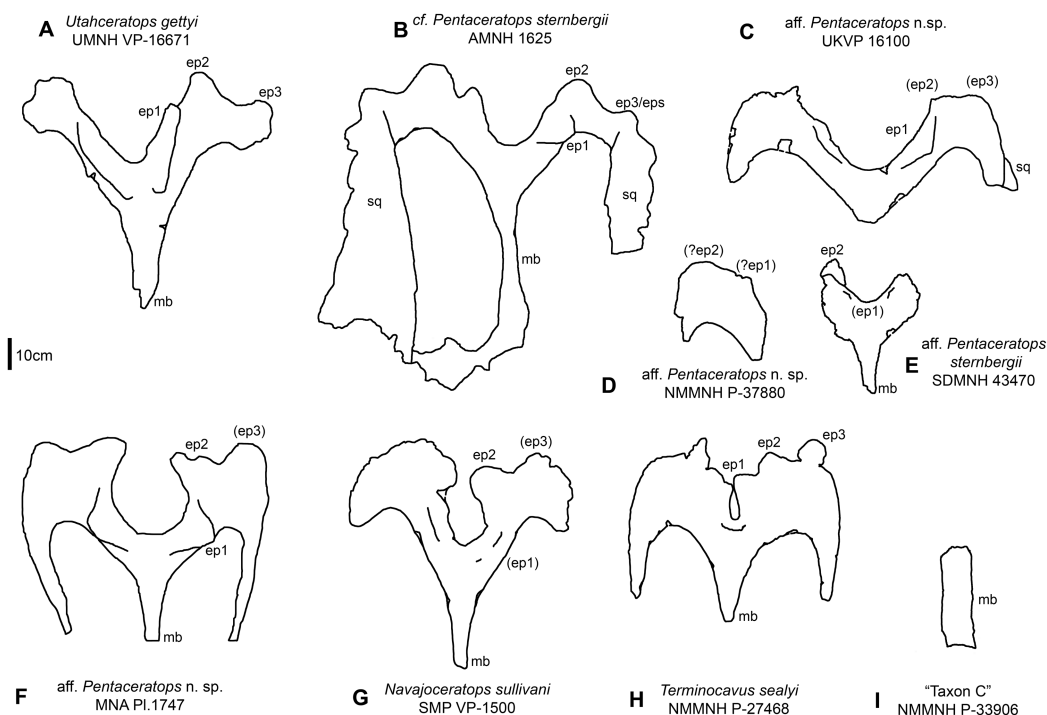 A
Utahceratops gettyi
UMNH VP-16671
ep1
ep2
ep3
mb
B
cf. Pentaceratops sternbergii
AMNH 1625
ep2
ep3/eps
ep1
sq
sq
mb
C
aff. Pentaceratops n.sp.
UKVP 16100
(ep2)
(ep3)
ep1
sq
10cm
(?ep2)
(?ep1)
D
aff. Pentaceratops n. sp.
NMMNH P-37880
ep2
(ep1)
mb
E
aff. Pentaceratops
sternbergii
SDMNH 43470
ep2
(ep3)
ep1
mb
F
aff. Pentaceratops n. sp.
MNA Pl.1747
ep2
(ep3)
(ep1)
mb
G
Navajoceratops sullivani
SMP VP-1500
ep1
ep2
ep3
mb
H
Terminocavus sealyi
NMMNH P-27468
mb
I
“Taxon C”
NMMNH P-33906